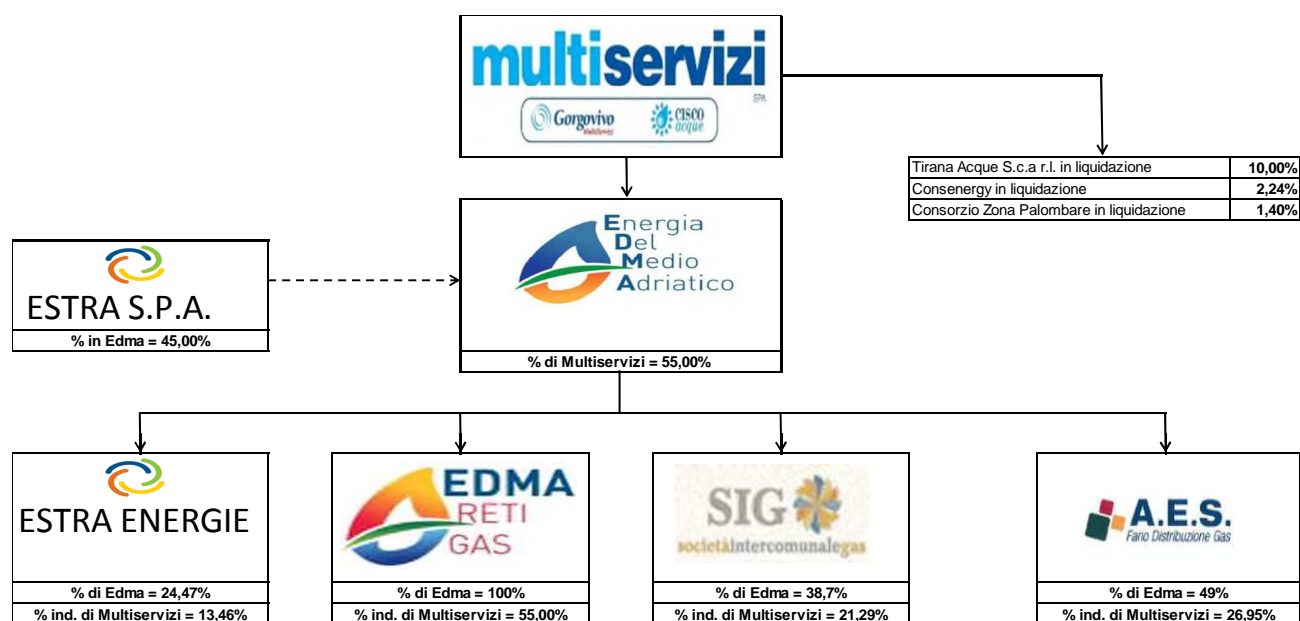 multiservizi
SPA
Gorgovivo
MultiServizi
CISCO
acque
Tirana Acque S.c.a r.l. in liquidazione 10,00%
Consenergy in liquidazione 2,24%
Consorzio Zona Palombare in liquidazione 1,40%
Energia
Del
Medio
Adriatico
% di Multiservizi = 55,00%
ESTRA S.P.A.
% in Edma = 45,00%
ESTRA ENERGIE
% di Edma = 24,47%
% ind. di Multiservizi = 13,46%
EDMA
RETI
GAS
% di Edma = 100%
% ind. di Multiservizi = 55,00%
SIG
societàintercomunalegas
% di Edma = 38,7%
% ind. di Multiservizi = 21,29%
A.E.S.
Fano Distribuzione Gas
% di Edma = 49%
% ind. di Multiservizi = 26,95%